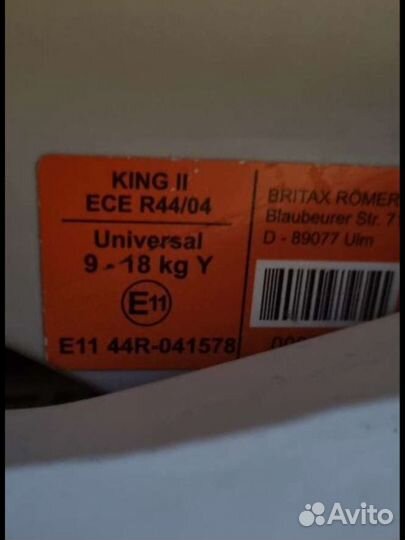 KING II
ECE R44/04
Universal
9 - 18 kg Y
E11
E11 44R-041578
BRITAX RÖMER
Blaubeurer Str. 71
D - 89077 Ulm
Avito